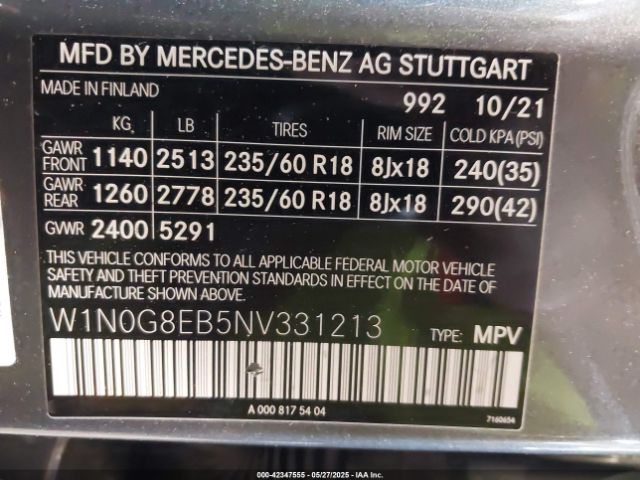 MFD BY MERCEDES-BENZ AG STUTTGART
MADE IN FINLAND 992 10/21
KG LB TIRES RIM SIZE COLD KPA (PSI)
GAWR FRONT 1140 2513 235/60 R18 8Jx18 240(35)
GAWR REAR 1260 2778 235/60 R18 8Jx18 290(42)
GVWR 2400 5291
THIS VEHICLE CONFORMS TO ALL APPLICABLE FEDERAL MOTOR VEHICLE
SAFETY AND THEFT PREVENTION STANDARDS IN EFFECT ON THE DATE OF
MANUFACTURE SHOWN ABOVE.
W1N0G8EB5NV331213 TYPE: MPV
A 000 817 54 04
7160654
000-42347555 - 05/27/2025 - IAAI.com